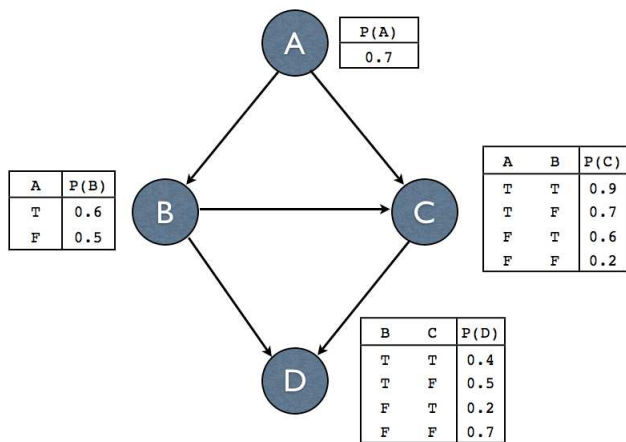 A
P(A)
0.7
A P(B)
T 0.6
F 0.5
B
C
A B P(C)
T T 0.9
T F 0.7
F T 0.6
F F 0.2
D
B C P(D)
T T 0.4
T F 0.5
F T 0.2
F F 0.7